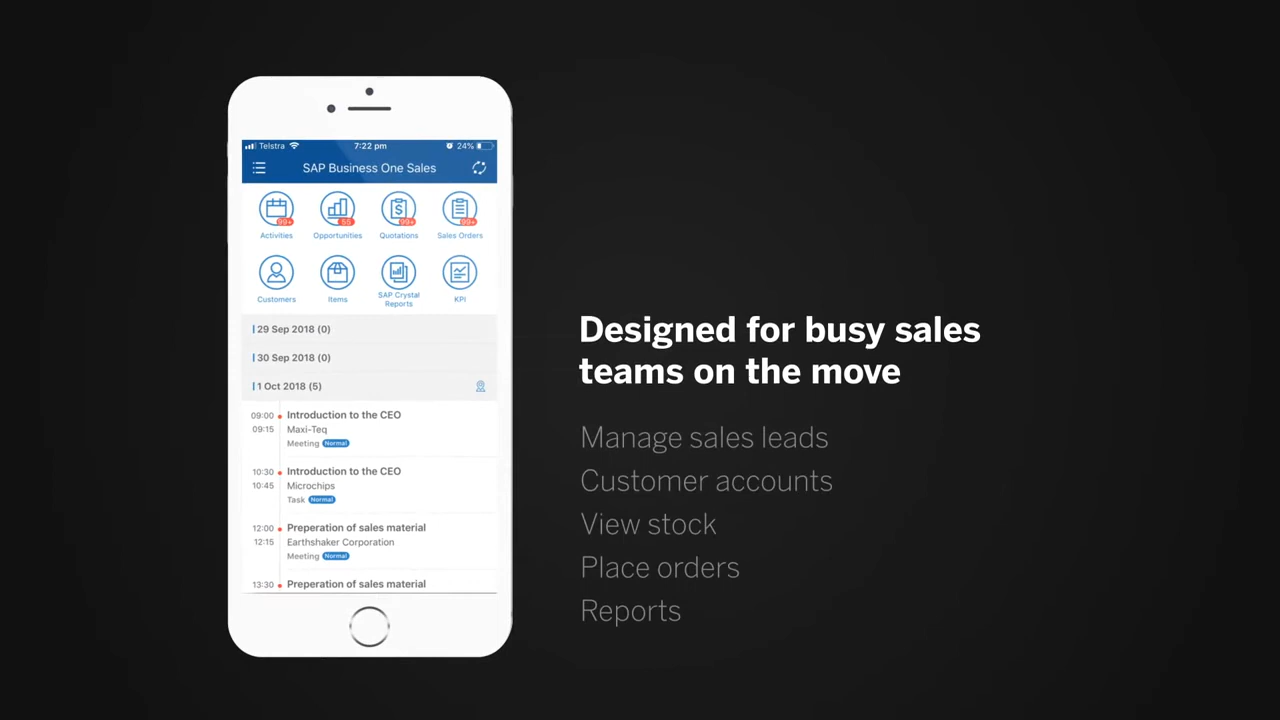 Telstra 7:22 pm 24%
SAP Business One Sales
99+ 55 99+ 99+
Activities Opportunities Quotations Sales Orders
Customers Items SAP Crystal Reports KPI
29 Sep 2018 (0)
30 Sep 2018 (0)
1 Oct 2018 (5)
09:00 Introduction to the CEO
09:15 Maxi-Teq
Meeting Normal
10:30 Introduction to the CEO
10:45 Microchips
Task Normal
12:00 Preperation of sales material
12:15 Earthshaker Corporation
Meeting Normal
13:30 Preperation of sales material
Designed for busy sales
teams on the move
Manage sales leads
Customer accounts
View stock
Place orders
Reports